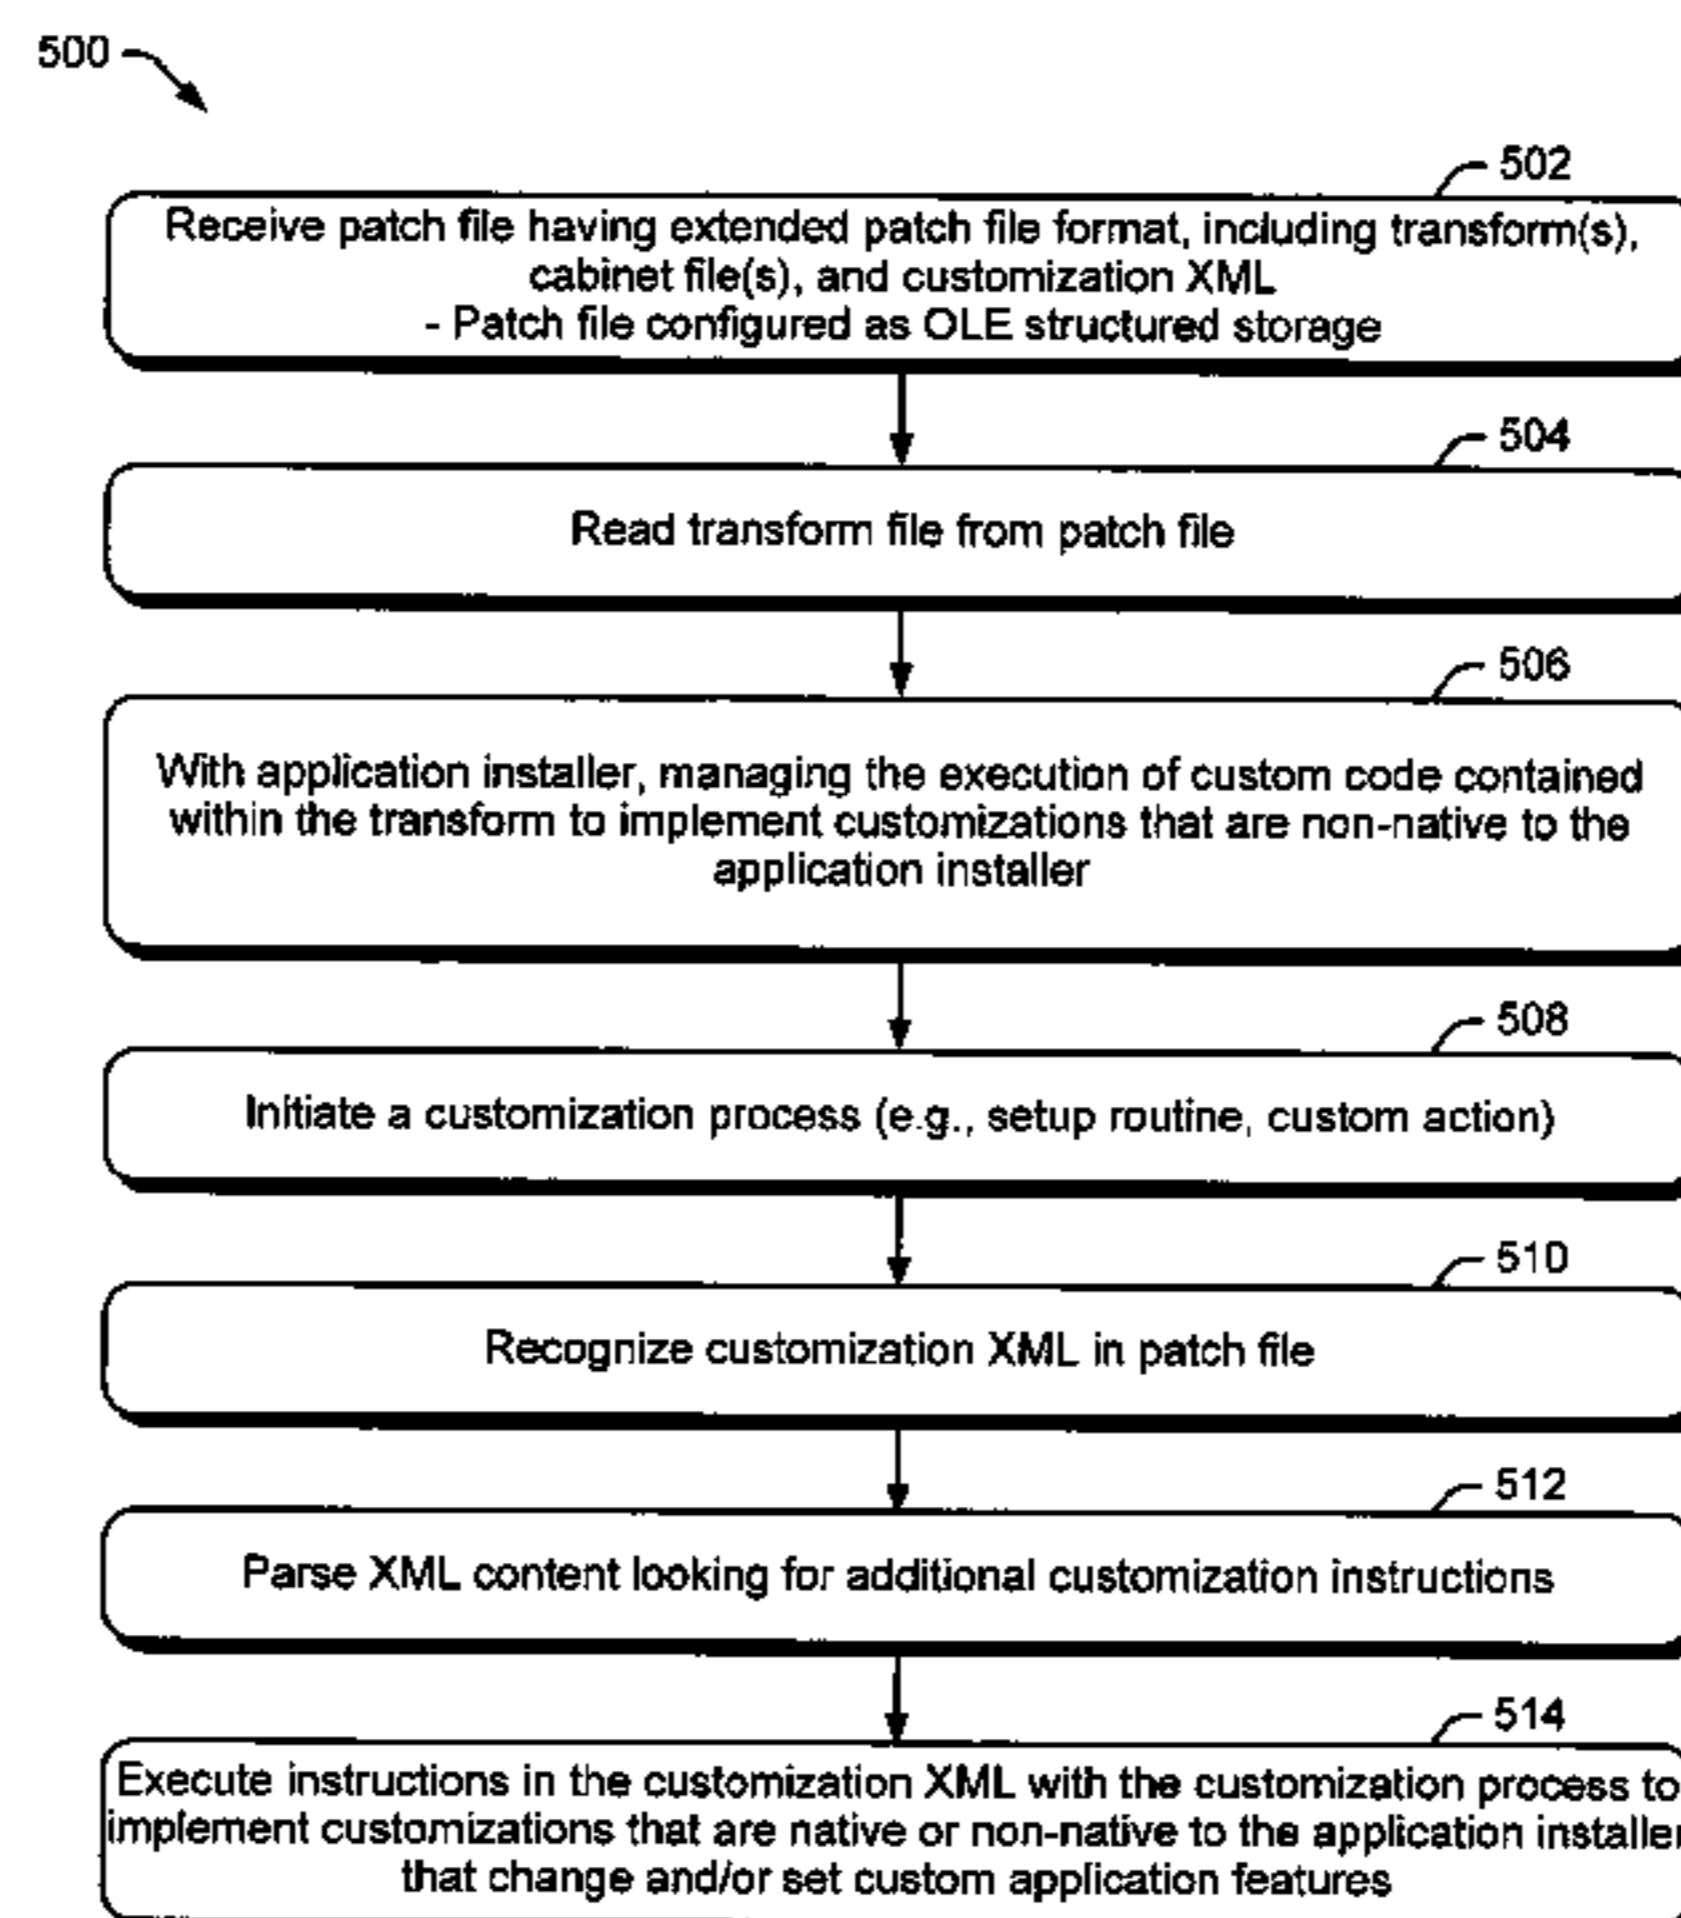 500
502
Receive patch file having extended patch file format, including transform(s),
cabinet file(s), and customization XML
- Patch file configured as OLE structured storage
504
Read transform file from patch file
506
With application installer, managing the execution of custom code contained
within the transform to implement customizations that are non-native to the
application installer
508
Initiate a customization process (e.g., setup routine, custom action)
510
Recognize customization XML in patch file
512
Parse XML content looking for additional customization instructions
514
Execute instructions in the customization XML with the customization process to
implement customizations that are native or non-native to the application installer
that change and/or set custom application features